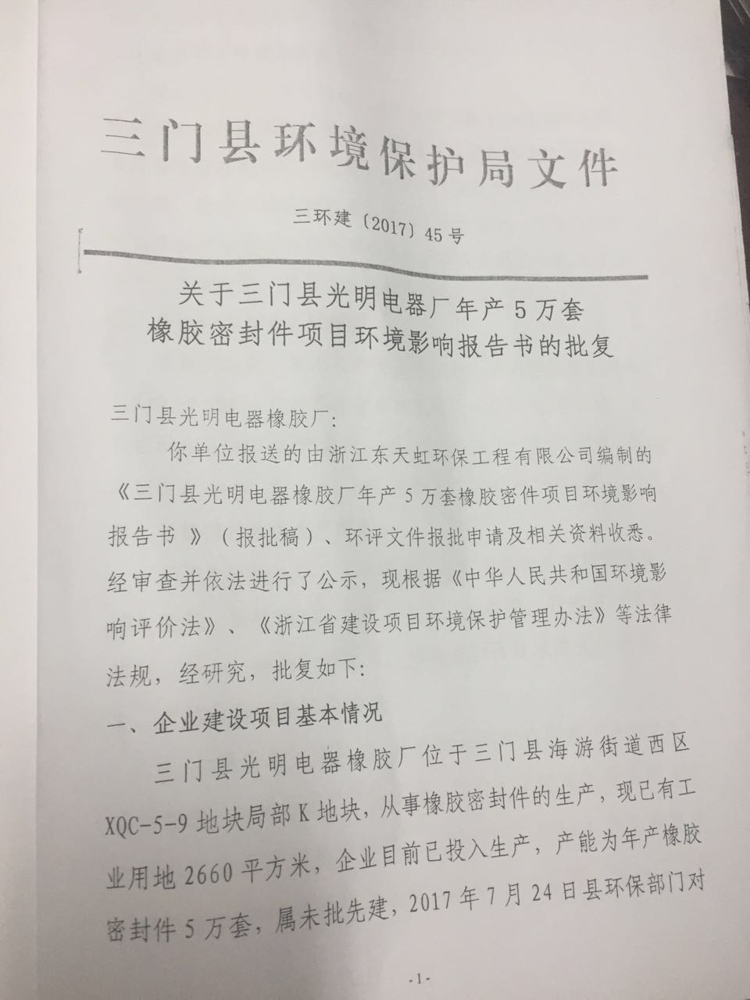 三门县环境保护局文件
三环建〔2017〕45号
关于三门县光明电器厂年产5万套
橡胶密封件项目环境影响报告书的批复
三门县光明电器橡胶厂:
你单位报送的由浙江东天虹环保工程有限公司编制的
《三门县光明电器橡胶厂年产5万套橡胶密件项目环境影响
报告书 》（报批稿）、环评文件报批申请及相关资料收悉。
经审查并依法进行了公示，现根据《中华人民共和国环境影
响评价法》、《浙江省建设项目环境保护管理办法》等法律
法规，经研究，批复如下:
一、企业建设项目基本情况
三门县光明电器橡胶厂位于三门县海游街道西区
XQC-5-9地块局部K地块，从事橡胶密封件的生产，现已有工
业用地2660平方米，企业目前已投入生产，产能为年产橡胶
密封件5万套，属未批先建，2017年7月24日县环保部门对
-1-